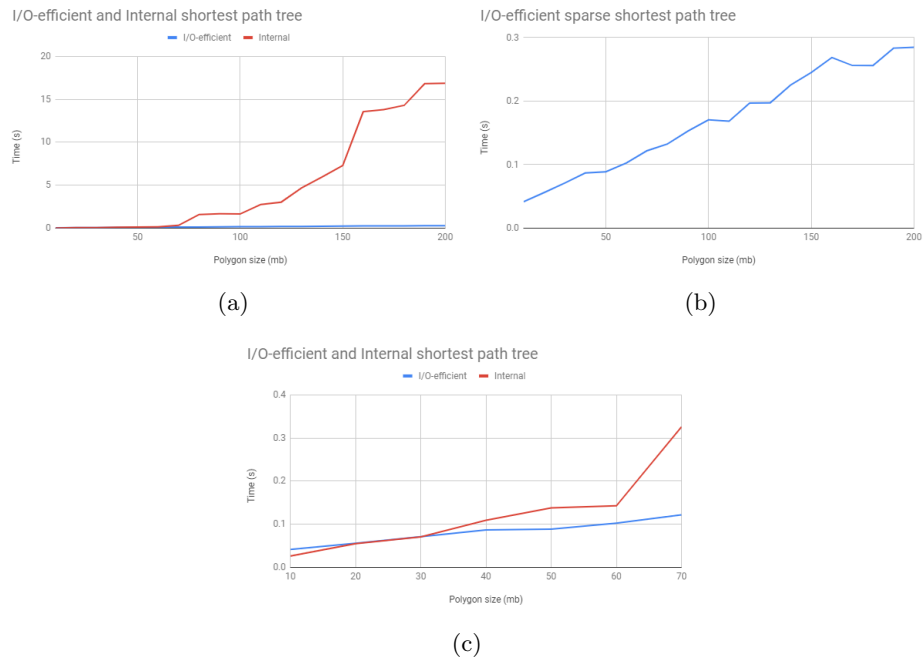 I/O-efficient and Internal shortest path tree
I/O-efficient Internal
Time (s)
20
15
10
5
0
50 100 150 200
Polygon size (mb)
(a)
I/O-efficient sparse shortest path tree
Time (s)
0.3
0.2
0.1
0.0
50 100 150 200
Polygon size (mb)
(b)
I/O-efficient and Internal shortest path tree
I/O-efficient Internal
Time (s)
0.4
0.3
0.2
0.1
0.0
10 20 30 40 50 60 70
Polygon size (mb)
(c)